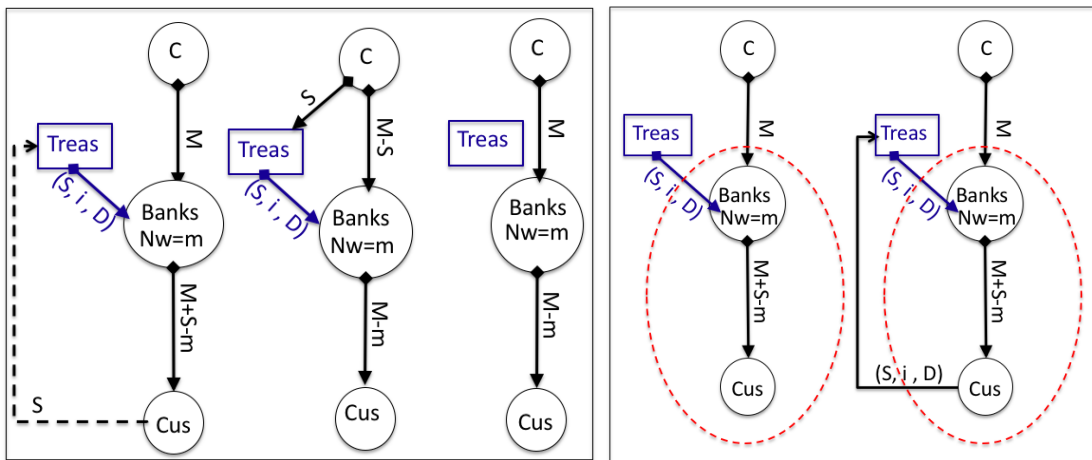 C
M
Treas
(S, i , D)
Banks
Nw=m
M+S-m
S
Cus
C
S
M-S
Treas
(S, i , D)
Banks
Nw=m
M-m
Cus
C
M
Treas
Banks
Nw=m
M-m
Cus
C
M
Treas
(S, i, D)
Banks
Nw=m
M+S-m
Cus
C
M
Treas
(S, i , D)
Banks
Nw=m
M+S-m
(S, i , D)
Cus